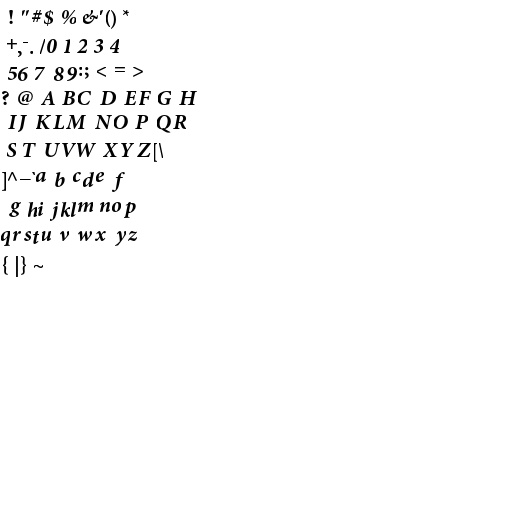 ! "#$ % &'() *
+,-. /0 1 2 3 4
56 7 89:; < = >
? @ A BC D EF G H
IJ KLM NO P QR
S T UVW XY Z[\
]^_`a b cde f
g hi jklm no p
qrstu v wx yz
{ |} ~